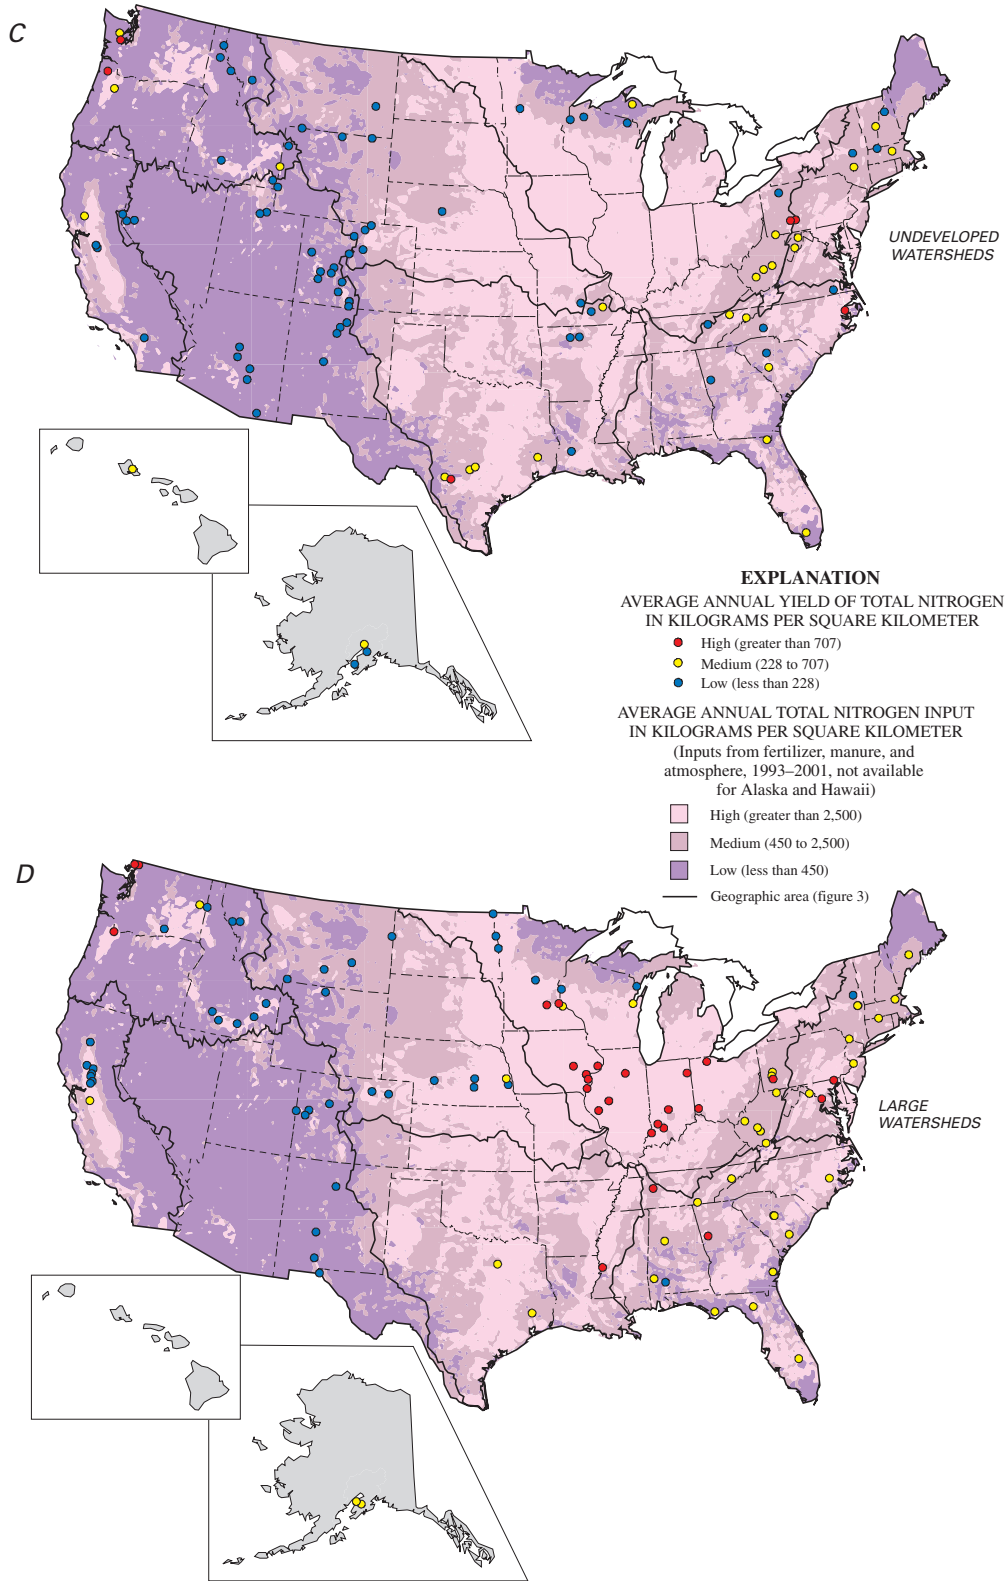 C
UNDEVELOPED
WATERSHEDS
EXPLANATION
AVERAGE ANNUAL YIELD OF TOTAL NITROGEN
IN KILOGRAMS PER SQUARE KILOMETER
High (greater than 707)
Medium (228 to 707)
Low (less than 228)
AVERAGE ANNUAL TOTAL NITROGEN INPUT
IN KILOGRAMS PER SQUARE KILOMETER
(Inputs from fertilizer, manure, and
atmosphere, 1993–2001, not available
for Alaska and Hawaii)
High (greater than 2,500)
Medium (450 to 2,500)
Low (less than 450)
Geographic area (figure 3)
D
LARGE
WATERSHEDS